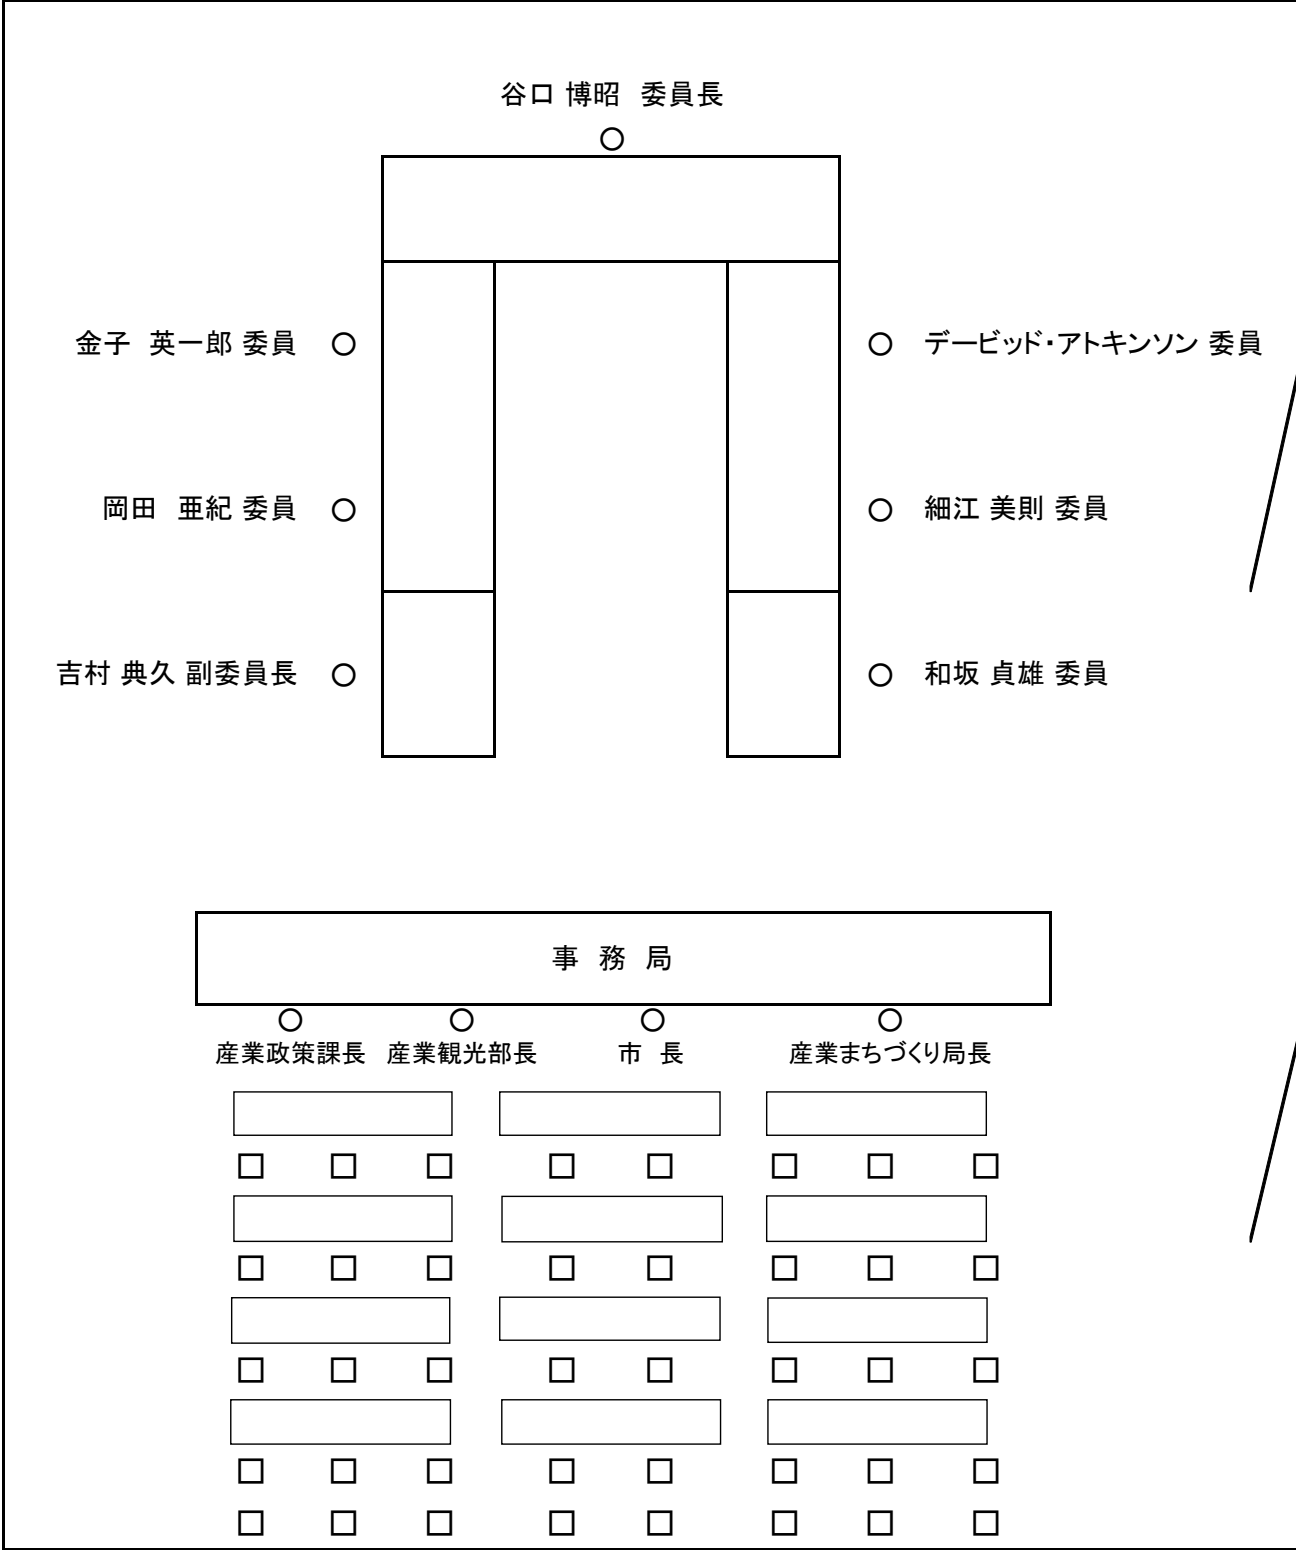 谷口 博昭 委員長
金子 英一郎 委員
デービッド・アトキンソン 委員
岡田 亜紀 委員
細江 美則 委員
吉村 典久 副委員長
和坂 貞雄 委員
事 務 局
産業政策課長 産業観光部長 市 長 産業まちづくり局長